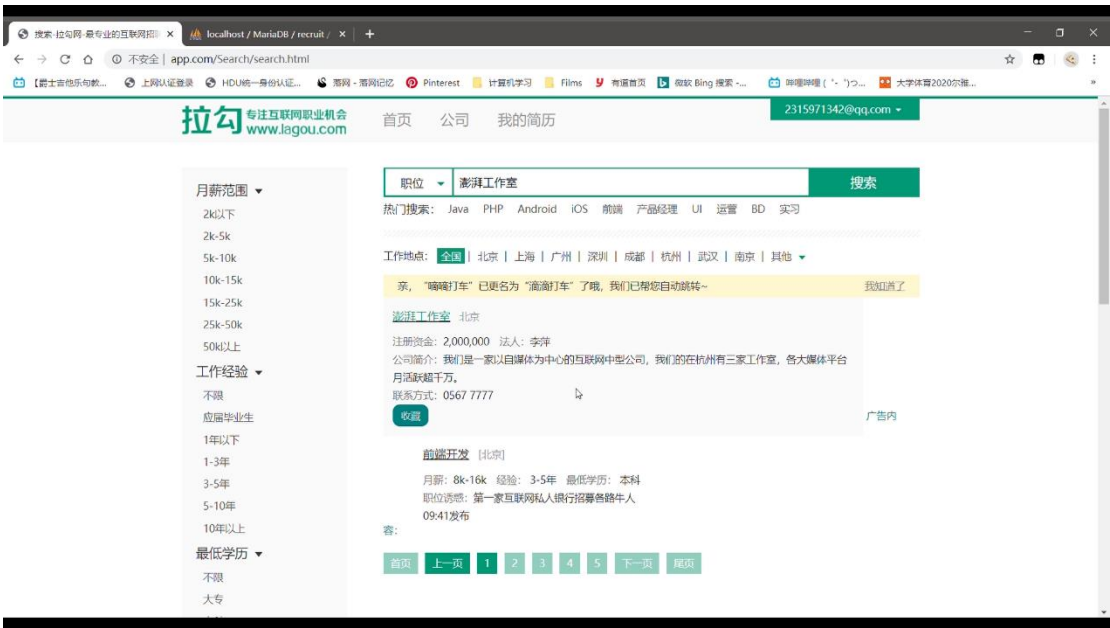 搜索-拉勾网-最专业的互联网招聘
localhost / MariaDB / recruit /
不安全 | app.com/Search/search.html
【爵士吉他乐句教...
上网认证登录
HDU统一身份认证...
落网 - 落网记忆
Pinterest
计算机学习
Films
有道首页
微软 Bing 搜索 -...
哔哩哔哩 ( ゜- ゜)つ...
大学体育2020尔雅...
拉勾 专注互联网职业机会
www.lagou.com
首页 公司 我的简历
2315971342@qq.com
月薪范围
2k以下
2k-5k
5k-10k
10k-15k
15k-25k
25k-50k
50k以上
工作经验
不限
应届毕业生
1年以下
1-3年
3-5年
5-10年
10年以上
最低学历
不限
大专
职位 澎湃工作室 搜索
热门搜索： Java PHP Android iOS 前端 产品经理 UI 运营 BD 实习
工作地点： 全国 | 北京 | 上海 | 广州 | 深圳 | 成都 | 杭州 | 武汉 | 南京 | 其他
亲，“嘀嘀打车”已更名为“滴滴打车”了哦，我们已帮您自动跳转~ 我知道了
澎湃工作室 北京
注册资金：2,000,000 法人：李萍
公司简介：我们是一家以自媒体为中心的互联网中型公司，我们的在杭州有三家工作室，各大媒体平台
月活跃超千万。
联系方式：0567 7777
收藏
广告内
前端开发 [北京]
月薪：8k-16k 经验：3-5年 最低学历：本科
职位诱惑：第一家互联网私人银行招募各路牛人
09:41发布
容：
首页 上一页 1 2 3 4 5 下一页 尾页